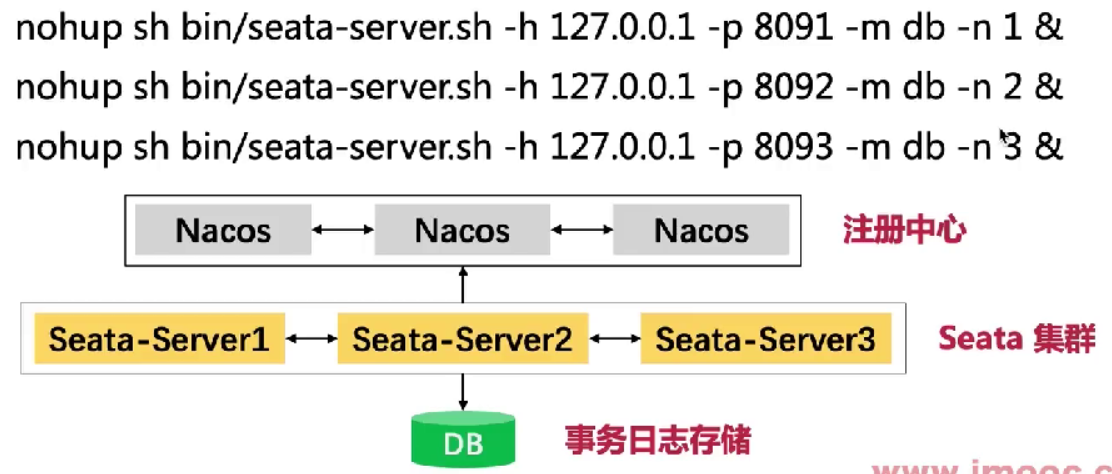 nohup sh bin/seata-server.sh -h 127.0.0.1 -p 8091 -m db -n 1 &
nohup sh bin/seata-server.sh -h 127.0.0.1 -p 8092 -m db -n 2 &
nohup sh bin/seata-server.sh -h 127.0.0.1 -p 8093 -m db -n 3 &
Nacos Nacos Nacos 注册中心
Seata-Server1 Seata-Server2 Seata-Server3 Seata 集群
DB 事务日志存储